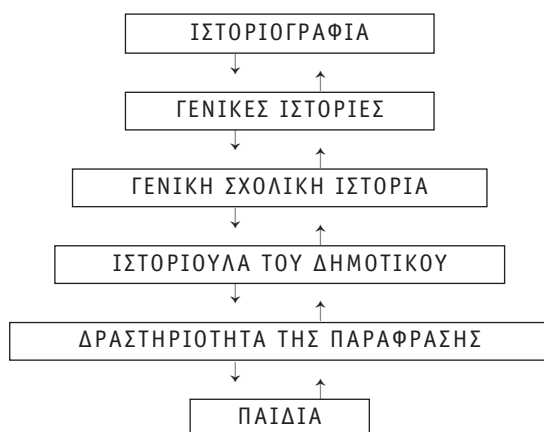 ΙΣΤΟΡΙΟΓΡΑΦΙΑ
ΓΕΝΙΚΕΣ ΙΣΤΟΡΙΕΣ
ΓΕΝΙΚΗ ΣΧΟΛΙΚΗ ΙΣΤΟΡΙΑ
ΙΣΤΟΡΙΟΥΛΑ ΤΟΥ ΔΗΜΟΤΙΚΟΥ
ΔΡΑΣΤΗΡΙΟΤΗΤΑ ΤΗΣ ΠΑΡΑΦΡΑΣΗΣ
ΠΑΙΔΙΑ